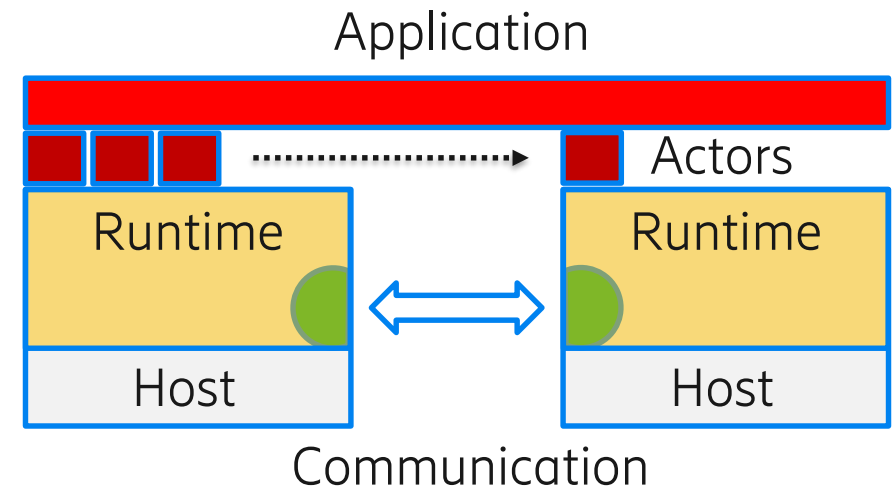 Application
Actors
Runtime
Runtime
Host
Host
Communication